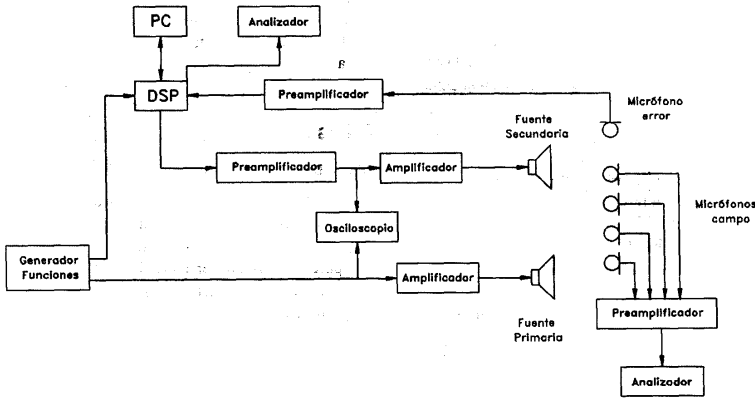 PC
Analizador
DSP
Preamplificador
Micrófono
error
Fuente
Secundaria
Preamplificador
Amplificador
Micrófonos
campo
Osciloscopio
Generador
Funciones
Amplificador
Preamplificador
Fuente
Primaria
Analizador